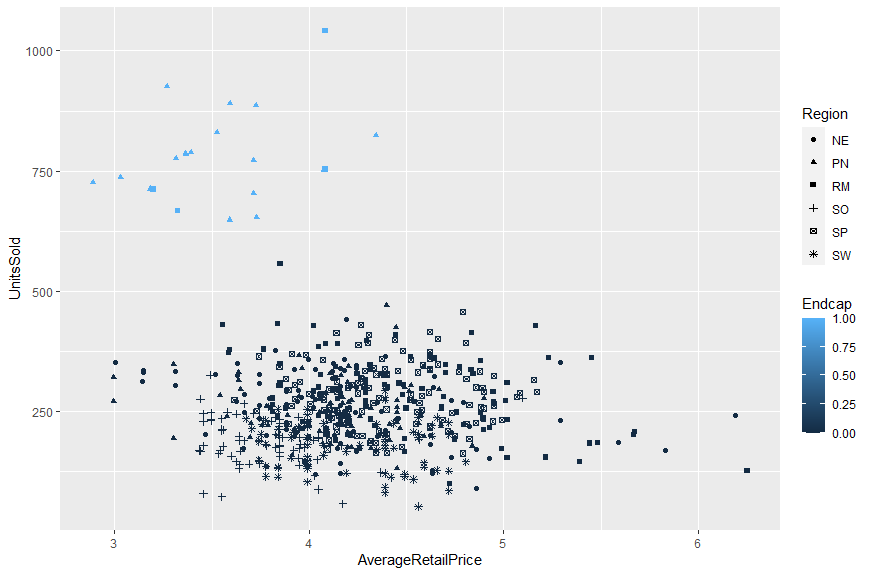 1000
750
500
250
UnitsSold
3 4 5 6
AverageRetailPrice
Region
NE
PN
RM
SO
SP
SW
Endcap
1.00
0.75
0.50
0.25
0.00